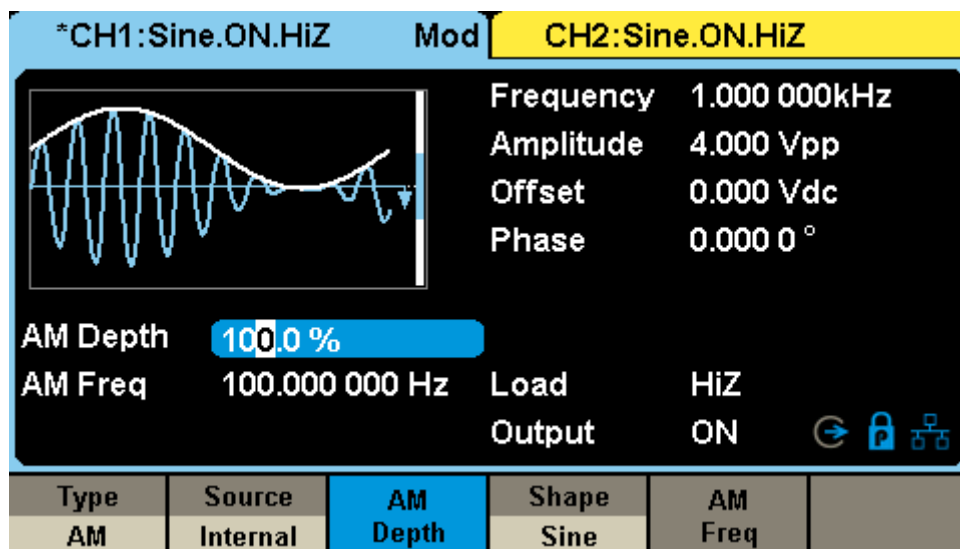 *CH1:Sine.ON.HiZ Mod CH2:Sine.ON.HiZ
Frequency 1.000 000kHz
Amplitude 4.000 Vpp
Offset 0.000 Vdc
Phase 0.000 0 °
AM Depth 100.0 %
AM Freq 100.000 000 Hz Load HiZ
Output ON
Type Source AM Depth Shape AM Freq
AM Internal Sine